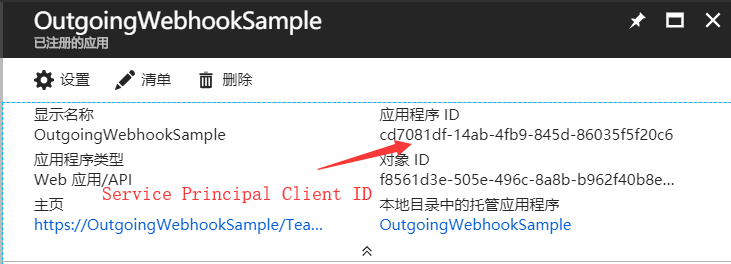 OutgoingWebhookSample
已注册的应用
设置 清单 删除
显示名称
OutgoingWebhookSample
应用程序 ID
cd7081df-14ab-4fb9-845d-86035f5f20c6
应用程序类型
Web 应用/API
对象 ID
f8561d3e-505e-496c-8a8b-b962f40b8e...
Service Principal Client ID
主页
https://OutgoingWebhookSample/Tea...
本地目录中的托管应用程序
OutgoingWebhookSample